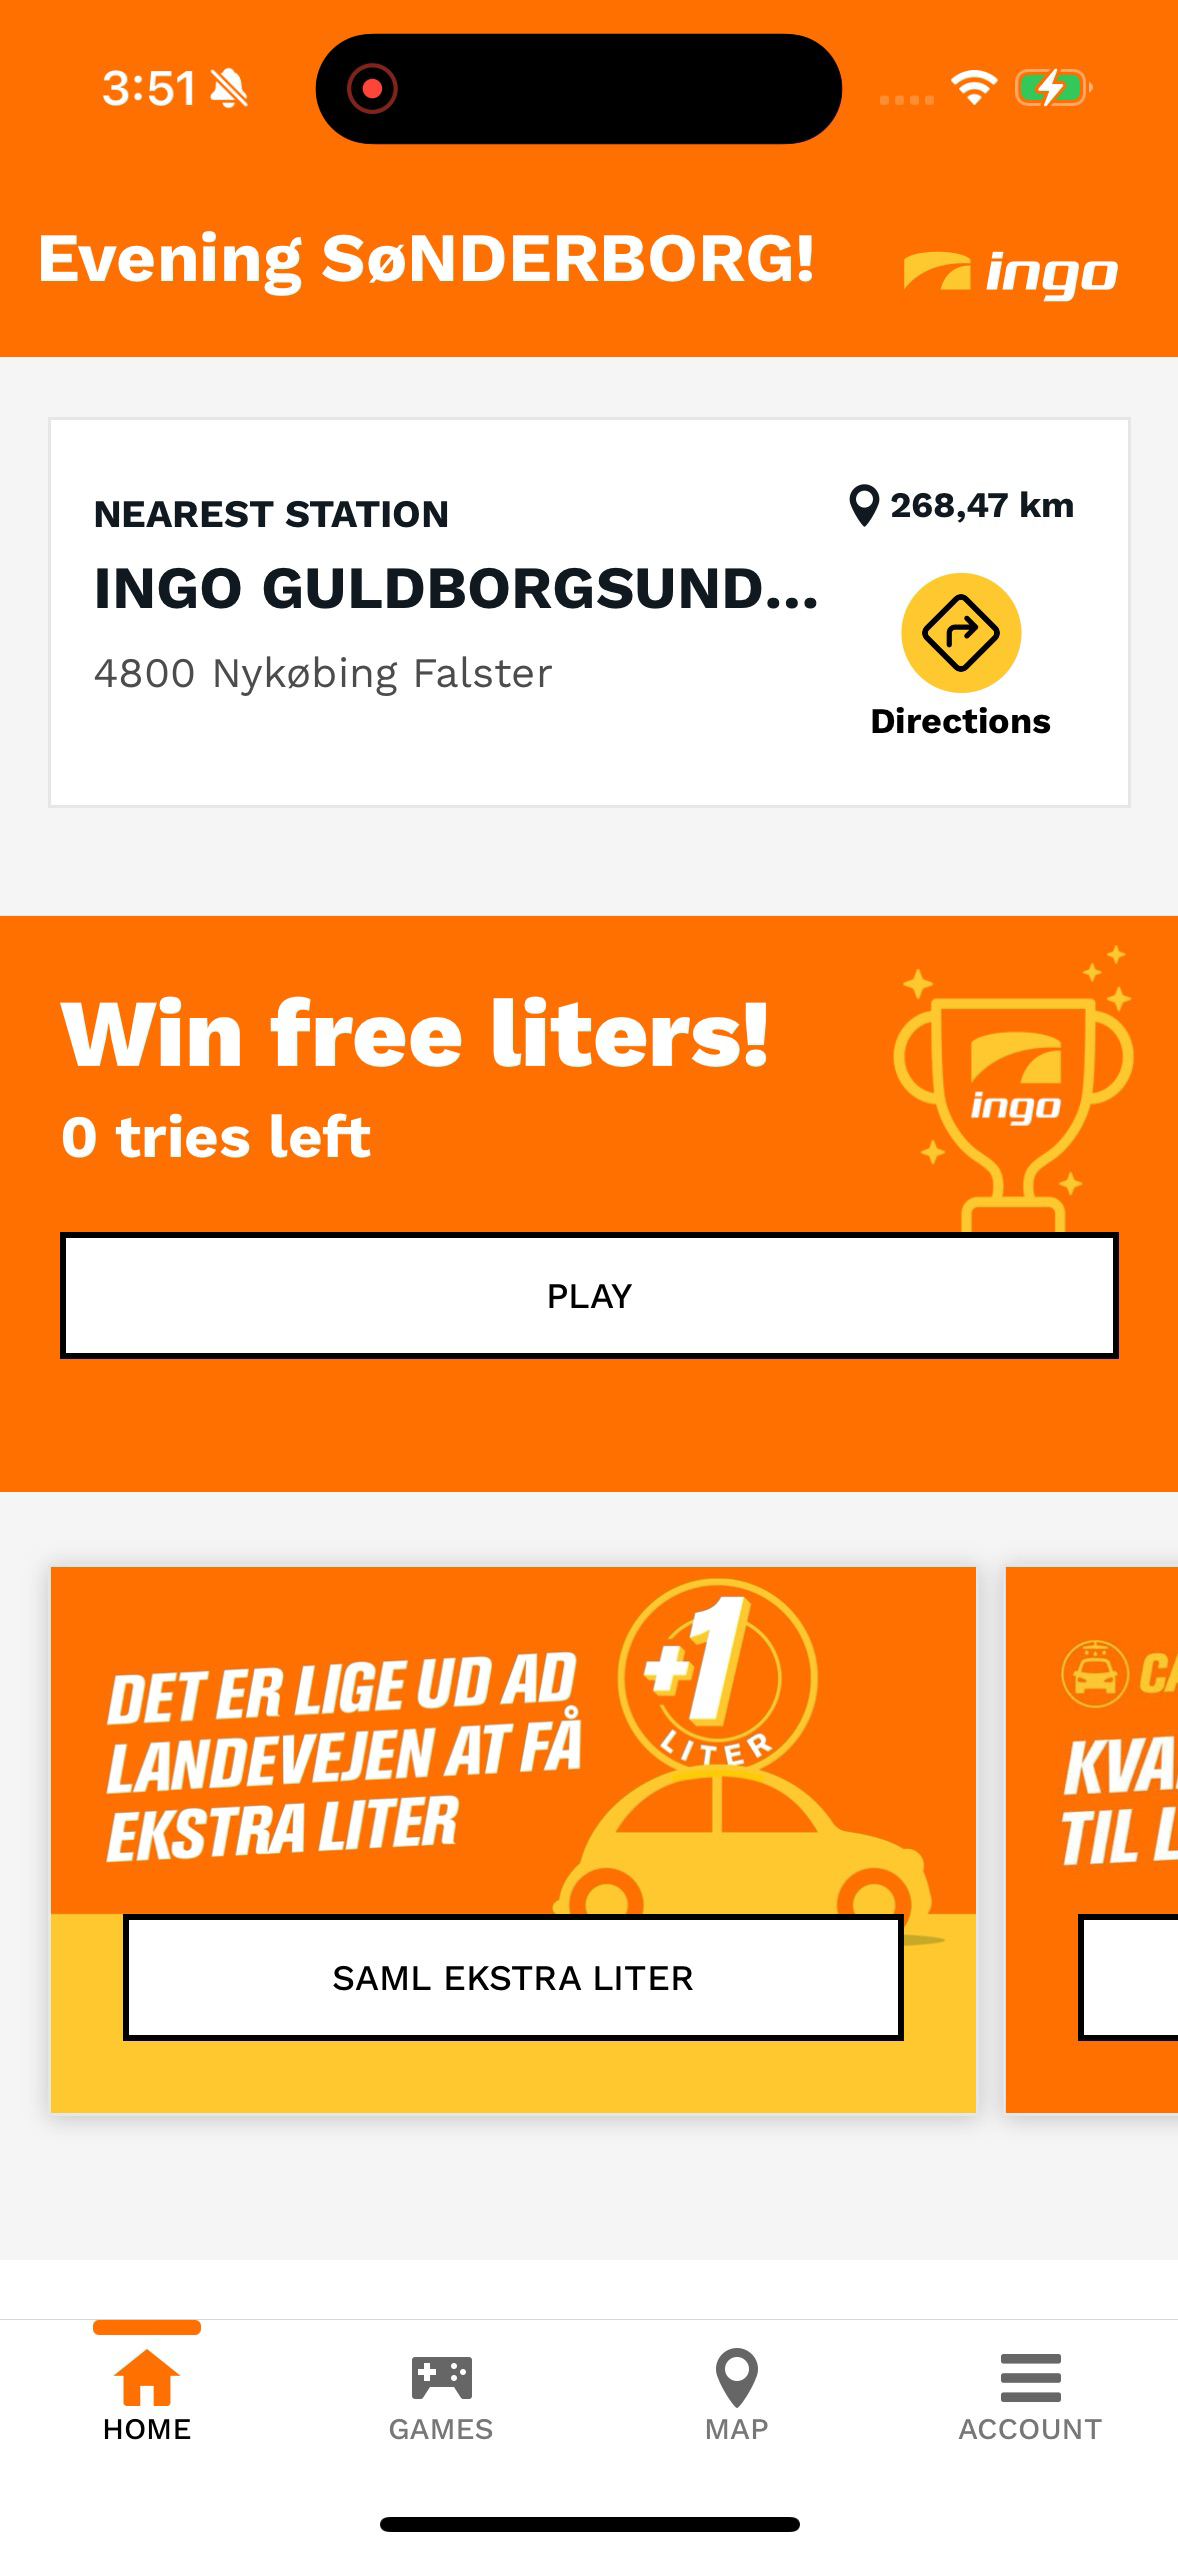 3:51
Evening SøNDERBORG!
ingo
NEAREST STATION
268,47 km
INGO GULDBORGSUND...
4800 Nykøbing Falster
Directions
Win free liters!
0 tries left
ingo
PLAY
+1
LITER
DET ER LIGE UD AD
LANDEVEJEN AT FÅ
EKSTRA LITER
SAML EKSTRA LITER
TIL
HOME
GAMES
MAP
ACCOUNT